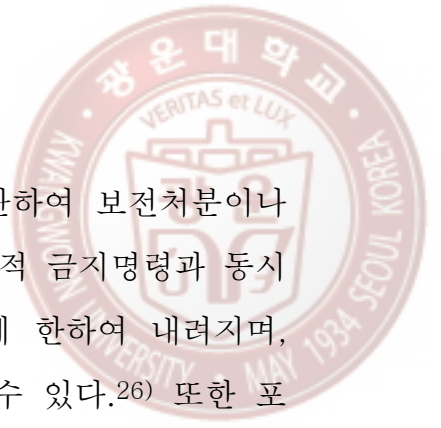 광운대학교
VERITAS et LUX
KWANGWOON UNIVERSITY • MAY 1934 SEOUL KOREA
하여 보전처분이나
적 금지명령과 동시
한하여 내려지며,
수 있다.26) 또한 포